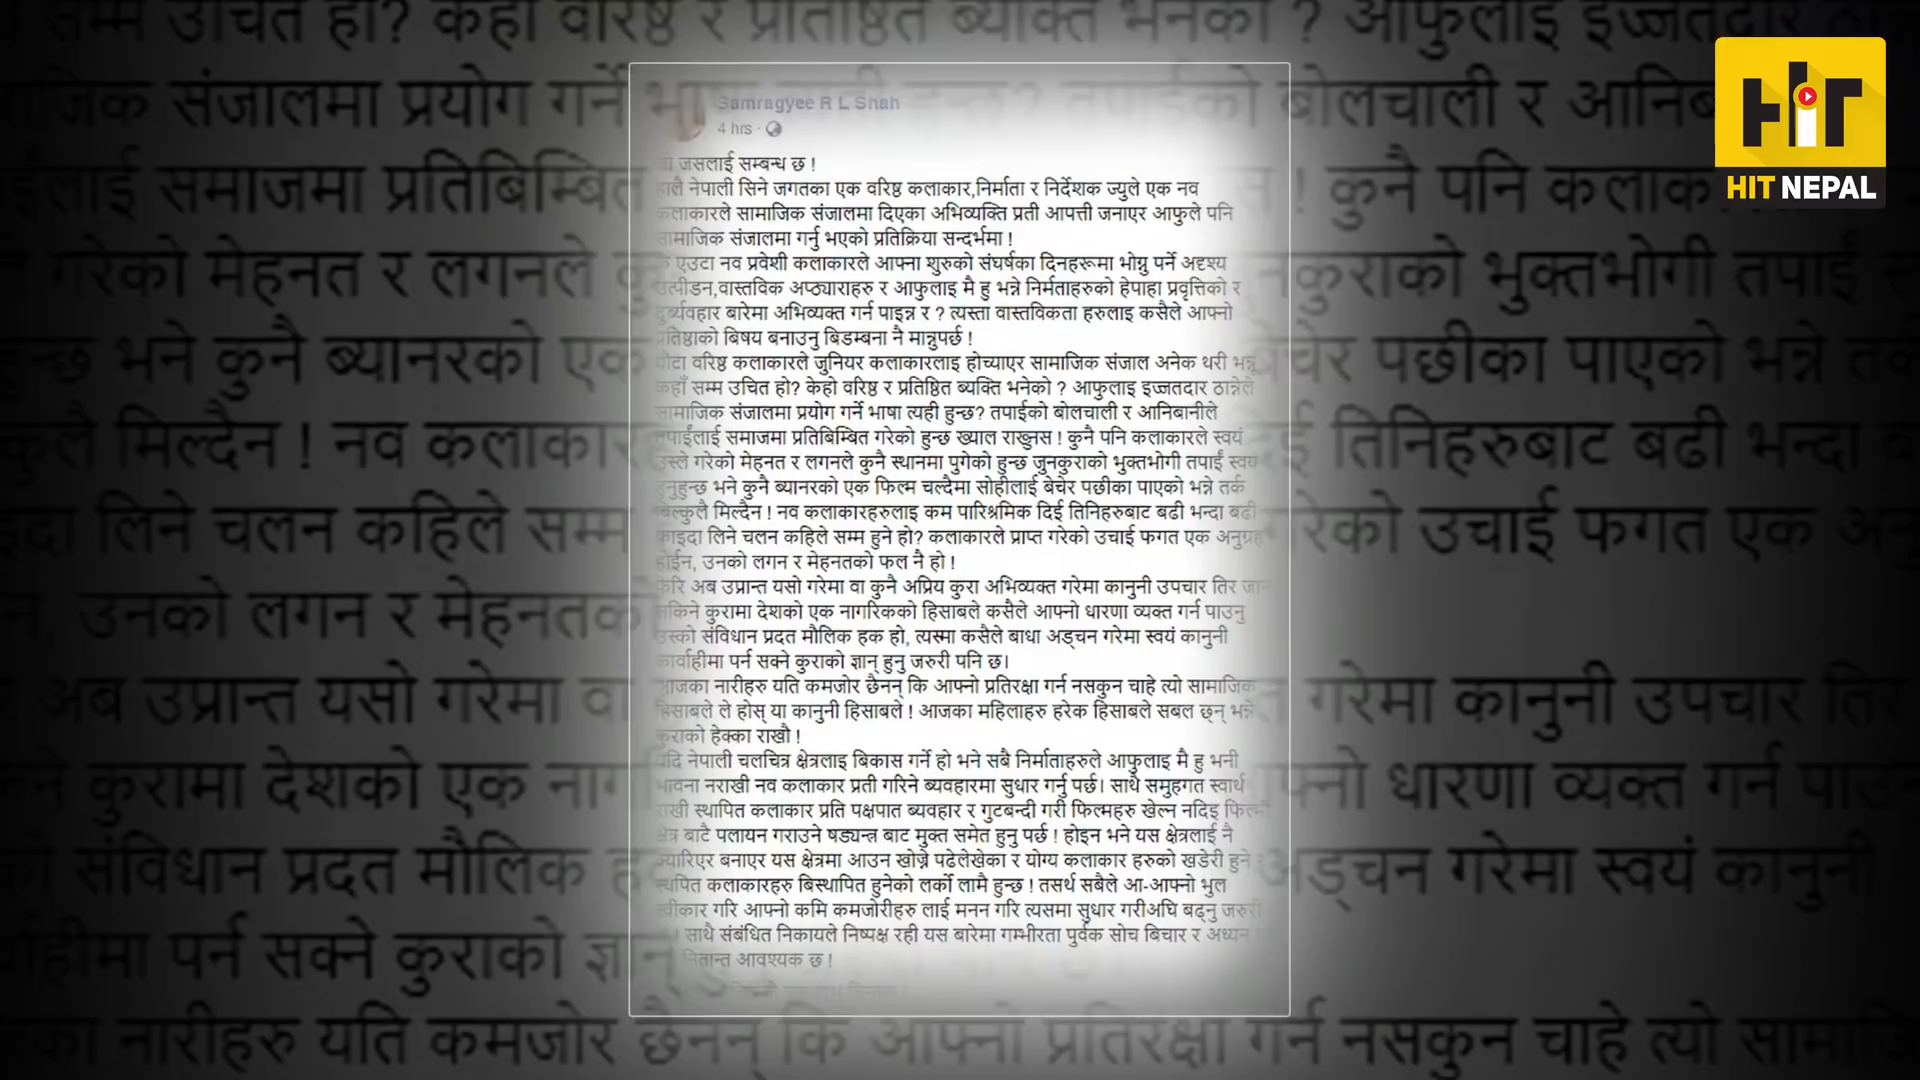 HIT NEPAL
Samragyee R L Shah
4 hrs ·
जसलाई सम्बन्ध छ !
नेपाली सिने जगतका एक वरिष्ठ कलाकार,निर्माता र निर्देशक ज्युले एक नव
कलाकारले सामाजिक संजालमा दिएका अभिव्यक्ति प्रती आपत्ती जनाएर आफुले पनि
सामाजिक संजालमा गर्नु भएको प्रतिक्रिया सन्दर्भमा !
के एउटा नव प्रवेशी कलाकारले आफ्ना शुरुको संघर्षका दिनहरूमा भोग्नु पर्ने अदृश्य
उत्पीडन,वास्तविक अप्ठ्याराहरु र आफुलाइ मै हु भन्ने निर्मताहरुको हेपाहा प्रवृत्तिको र
दुर्ब्यवहार बारेमा अभिव्यक्त गर्न पाइन्न र ? त्यस्ता वास्तविकता हरुलाइ कसैले आफ्नो
प्रतिष्ठाको बिषय बनाउनु बिडम्बना नै मान्नुपर्छ !
वरिष्ठ कलाकारले जुनियर कलाकारलाइ होच्याएर सामाजिक संजाल अनेक थरी भन्नू
कहाँ सम्म उचित हो? केहो वरिष्ठ र प्रतिष्ठित ब्यक्ति भनेको ? आफुलाइ इज्जतदार ठान्नेले
सामाजिक संजालमा प्रयोग गर्ने भाषा त्यही हुन्छ? तपाईको बोलचाली र आनिबानीले
तपाईंलाई समाजमा प्रतिबिम्बित गरेको हुन्छ ख्याल राख्नुस ! कुनै पनि कलाकारले स्वयं
उस्ले गरेको मेहनत र लगनले कुनै स्थानमा पुगेको हुन्छ जुनकुराको भुक्तभोगी तपाईं स्वयं
हुनुहुन्छ भने कुनै ब्यानरको एक फिल्म चल्दैमा सोहीलाई बेचेर पछीका पाएको भन्ने तर्क
बिल्कुलै मिल्दैन ! नव कलाकारहरुलाइ कम पारिश्रमिक दिई तिनिहरुबाट बढी भन्दा बढी
फाइदा लिने चलन कहिले सम्म हुने हो? कलाकारले प्राप्त गरेको उचाई फगत एक अनुग्रह
होईन, उनको लगन र मेहनतको फल नै हो !
फेरि अब उप्रान्त यसो गरेमा वा कुनै अप्रिय कुरा अभिव्यक्त गरेमा कानुनी उपचार तिर जान
सकिने कुरामा देशको एक नागरिकको हिसाबले कसैले आफ्नो धारणा व्यक्त गर्न पाउनु
उस्को संविधान प्रदत मौलिक हक हो, त्यस्मा कसैले बाधा अड्चन गरेमा स्वयं कानुनी
कार्वाहीमा पर्न सक्ने कुराको ज्ञान् हुनु जरुरी पनि छ।
आजका नारीहरु यति कमजोर छैनन् कि आफ्नो प्रतिरक्षा गर्न नसकुन चाहे त्यो सामाजिक
हिसाबले ले होस् या कानुनी हिसाबले ! आजका महिलाहरु हरेक हिसाबले सबल छ्न् भन्ने
कुराको हेक्का राखौ !
यदि नेपाली चलचित्र क्षेत्रलाइ बिकास गर्ने हो भने सबै निर्माताहरुले आफुलाइ मै हु भनी
भावना नराखी नव कलाकार प्रती गरिने ब्यवहारमा सुधार गर्नु पर्छ। साथै समुहगत स्वार्थ
राखी स्थापित कलाकार प्रति पक्षपात ब्यवहार र गुटबन्दी गरी फिल्महरु खेल्न नदिइ फिल्म
क्षेत्र बाटै पलायन गराउने षड्यन्त्र बाट मुक्त समेत हुनु पर्छ ! होइन भने यस क्षेत्रलाई नै
क्यारिएर बनाएर यस क्षेत्रमा आउन खोज्ने पढेलेखेका र योग्य कलाकार हरुको खडेरी हुने
स्थपित कलाकारहरु बिस्थापित हुनेको लर्को लामै हुन्छ ! तसर्थ सबैले आ-आफ्नो भुल
स्वीकार गरि आफ्नो कमि कमजोरीहरु लाई मनन गरि त्यसमा सुधार गरीअघि बढ्नु जरुरी
। साथै संबंधित निकायले निष्पक्ष रही यस बारेमा गम्भीरता पुर्वक सोच बिचार र अध्यन
नितान्त आवश्यक छ !